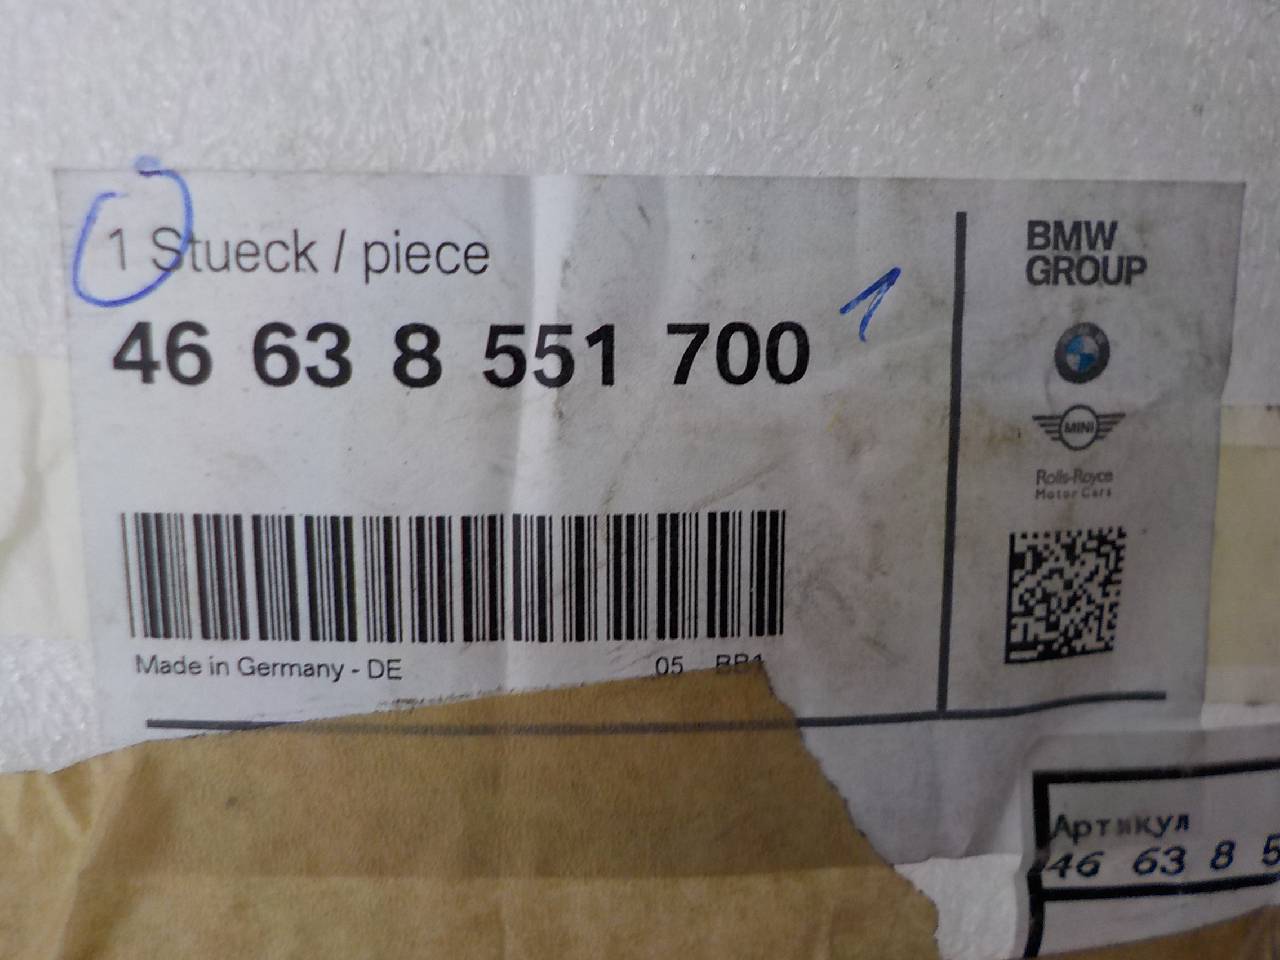 1 Stueck / piece
46 63 8 551 700
1
Made in Germany - DE
05 BB1
BMW
GROUP
MINI
Rolls-Royce
Motor Cars
Артикул
46 63 8 5